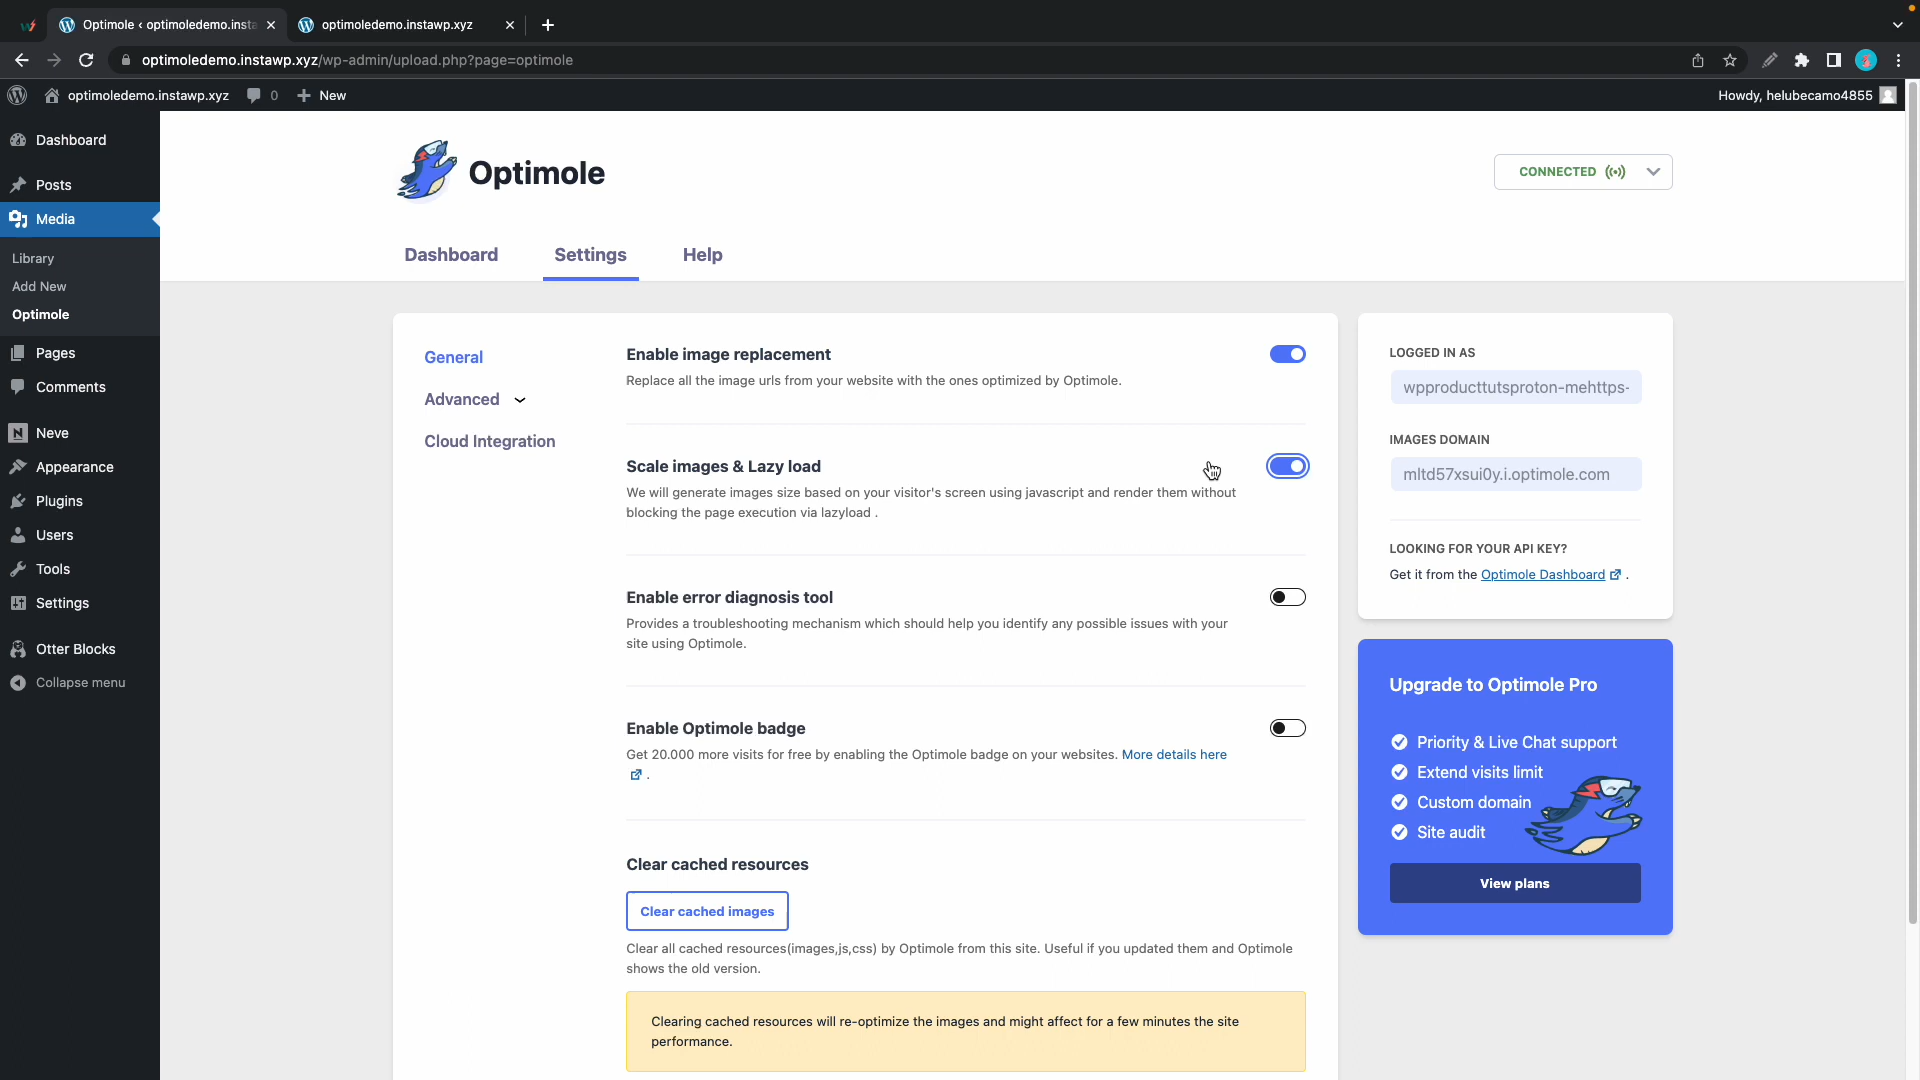 Optimole < optimoledemo.insta
optimoledemo.instawp.xyz
optimoledemo.instawp.xyz/wp-admin/upload.php?page=optimole
optimoledemo.instawp.xyz
0
New
Howdy, helubecamo4855
Dashboard
Posts
Media
Library
Add New
Optimole
Pages
Comments
Neve
Appearance
Plugins
Users
Tools
Settings
Otter Blocks
Collapse menu
Optimole
CONNECTED
Dashboard
Settings
Help
General
Advanced
Cloud Integration
Enable image replacement
Replace all the image urls from your website with the ones optimized by Optimole.
Scale images & Lazy load
We will generate images size based on your visitor's screen using javascript and render them without
blocking the page execution via lazyload .
Enable error diagnosis tool
Provides a troubleshooting mechanism which should help you identify any possible issues with your
site using Optimole.
Enable Optimole badge
Get 20.000 more visits for free by enabling the Optimole badge on your websites. More details here
.
Clear cached resources
Clear cached images
Clear all cached resources(images,js,css) by Optimole from this site. Useful if you updated them and Optimole
shows the old version.
Clearing cached resources will re-optimize the images and might affect for a few minutes the site
performance.
LOGGED IN AS
wpproducttutsproton-mehttps-
IMAGES DOMAIN
mltd57xsui0y.i.optimole.com
LOOKING FOR YOUR API KEY?
Get it from the Optimole Dashboard .
Upgrade to Optimole Pro
Priority & Live Chat support
Extend visits limit
Custom domain
Site audit
View plans